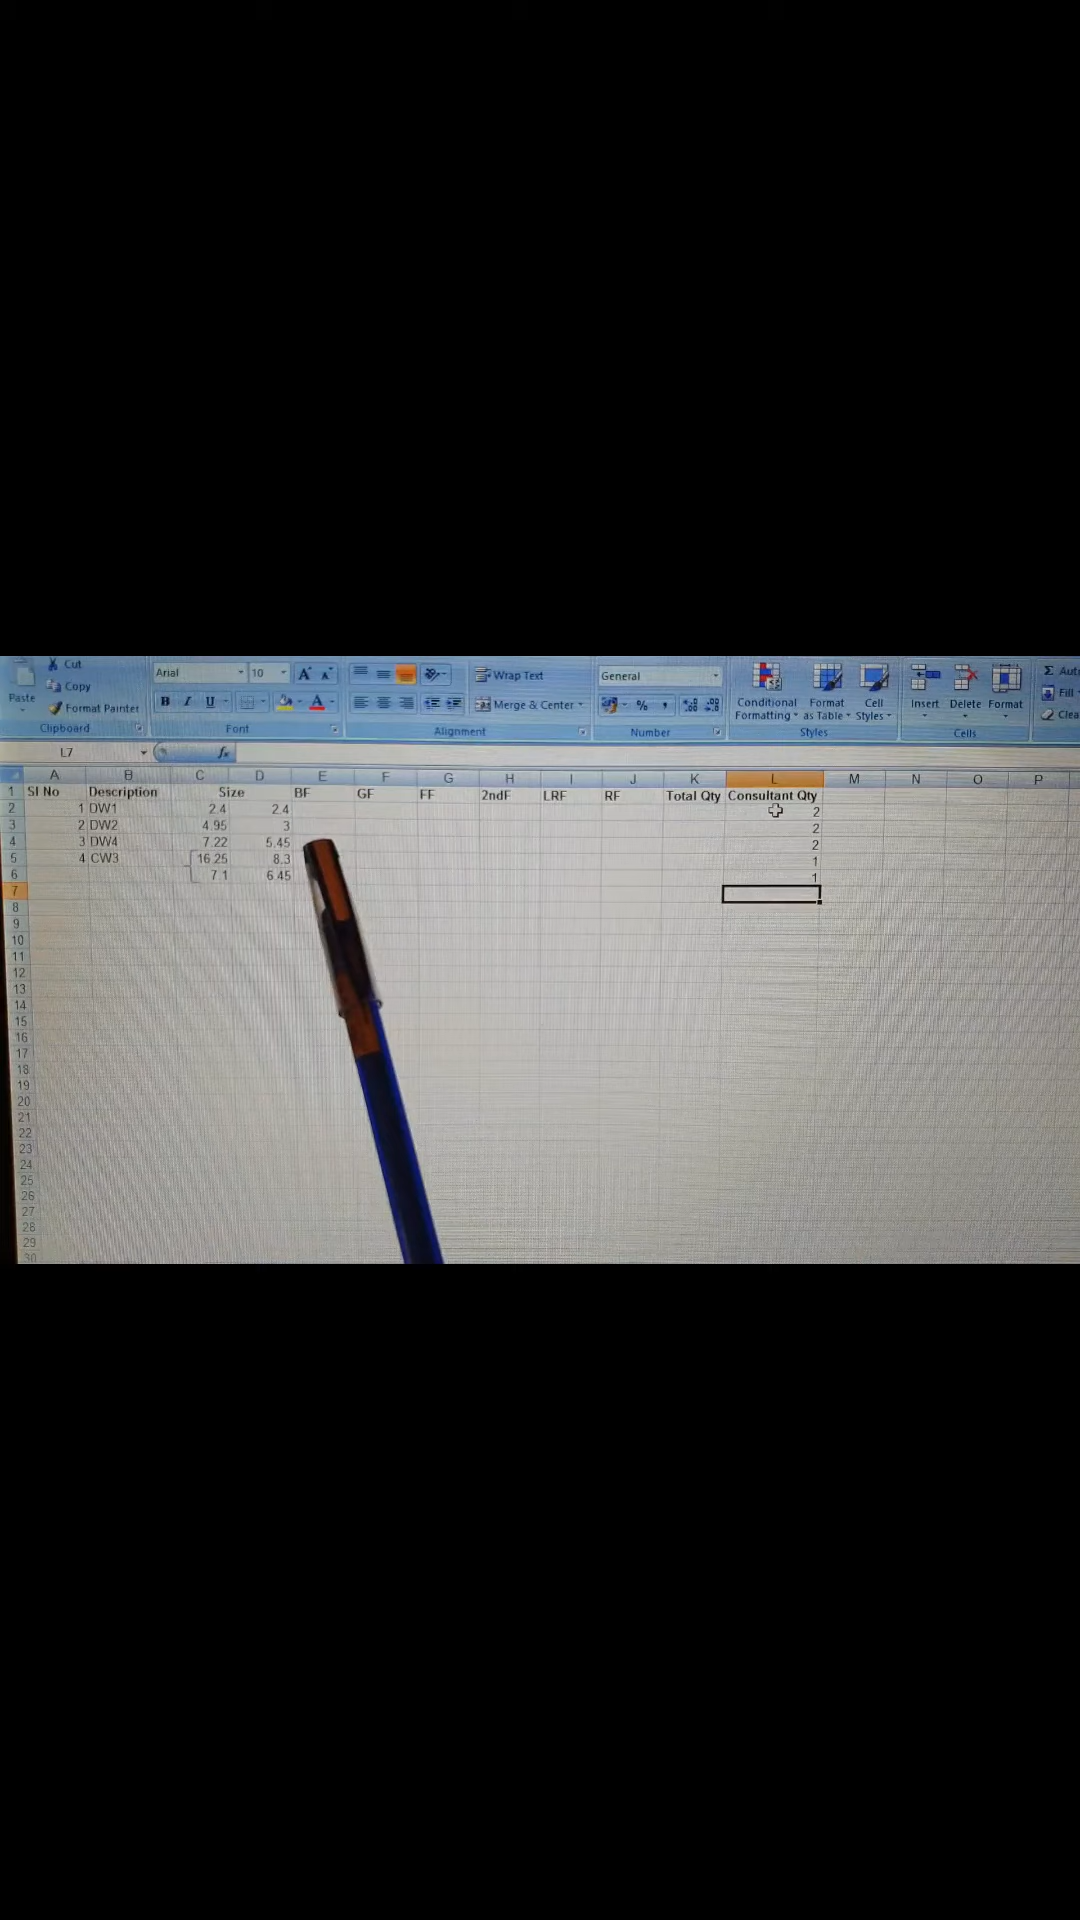 Cut
Copy
Paste
Format Painter
Clipboard
Arial
10
A A
B I U
A
Font
Wrap Text
Merge & Center
Alignment
General
% ,
Number
Conditional Formatting
Format as Table
Cell Styles
Styles
Insert
Delete
Format
Cells
Σ Aut
Fill
Clea
L7
fx
A B C D E F G H I J K L M N O P
1 SI No Description Size BF GF FF 2ndF LRF RF Total Qty Consultant Qty
2 1 DW1 2.4 2.4 2
3 2 DW2 4.95 3 2
4 3 DW4 7.22 5.45 2
5 4 CW3 16.25 8.3 1
6 7.1 6.45 1
7
8
9
10
11
12
13
14
15
16
17
18
19
20
21
22
23
24
25
26
27
28
29
30